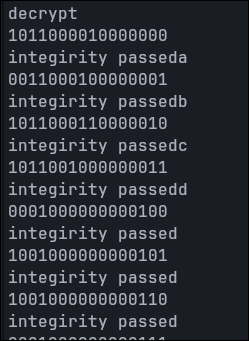 decrypt
1011000010000000
integirity passeda
0011000100000001
integirity passedb
1011000110000010
integirity passedc
1011001000000011
integirity passedd
0001000000000100
integirity passed
1001000000000101
integirity passed
1001000000000110
integirity passed